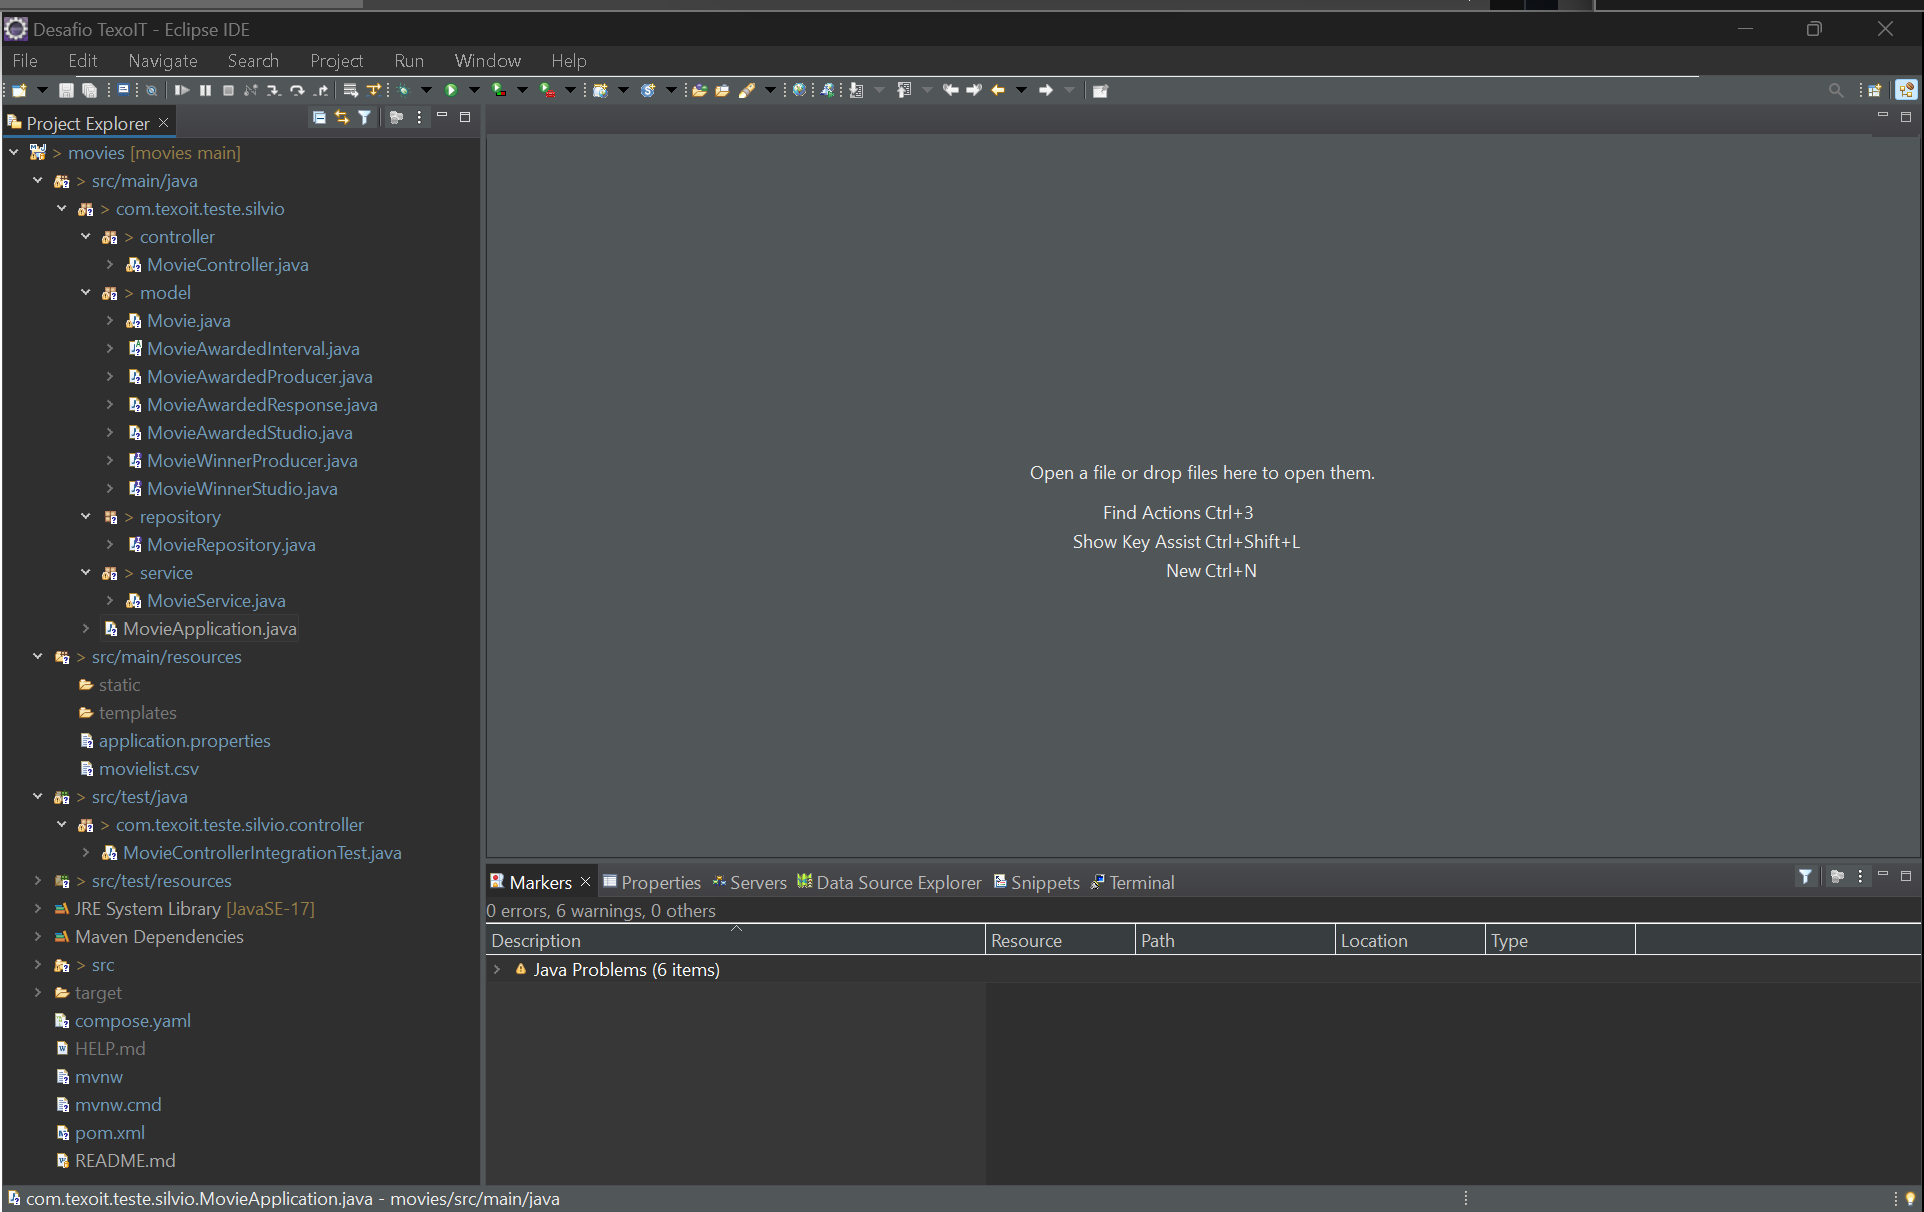 Desafio TexoIT - Eclipse IDE
File Edit Navigate Search Project Run Window Help
Project Explorer
> movies [movies main]
> src/main/java
> com.texoit.teste.silvio
> controller
MovieController.java
> model
Movie.java
MovieAwardedInterval.java
MovieAwardedProducer.java
MovieAwardedResponse.java
MovieAwardedStudio.java
MovieWinnerProducer.java
MovieWinnerStudio.java
> repository
MovieRepository.java
> service
MovieService.java
MovieApplication.java
> src/main/resources
static
templates
application.properties
movielist.csv
> src/test/java
> com.texoit.teste.silvio.controller
MovieControllerIntegrationTest.java
> src/test/resources
JRE System Library [JavaSE-17]
Maven Dependencies
> src
target
compose.yaml
HELP.md
mvnw
mvnw.cmd
pom.xml
README.md
Open a file or drop files here to open them.
Find Actions Ctrl+3
Show Key Assist Ctrl+Shift+L
New Ctrl+N
Markers Properties Servers Data Source Explorer Snippets Terminal
0 errors, 6 warnings, 0 others
Description Resource Path Location Type
Java Problems (6 items)
com.texoit.teste.silvio.MovieApplication.java - movies/src/main/java